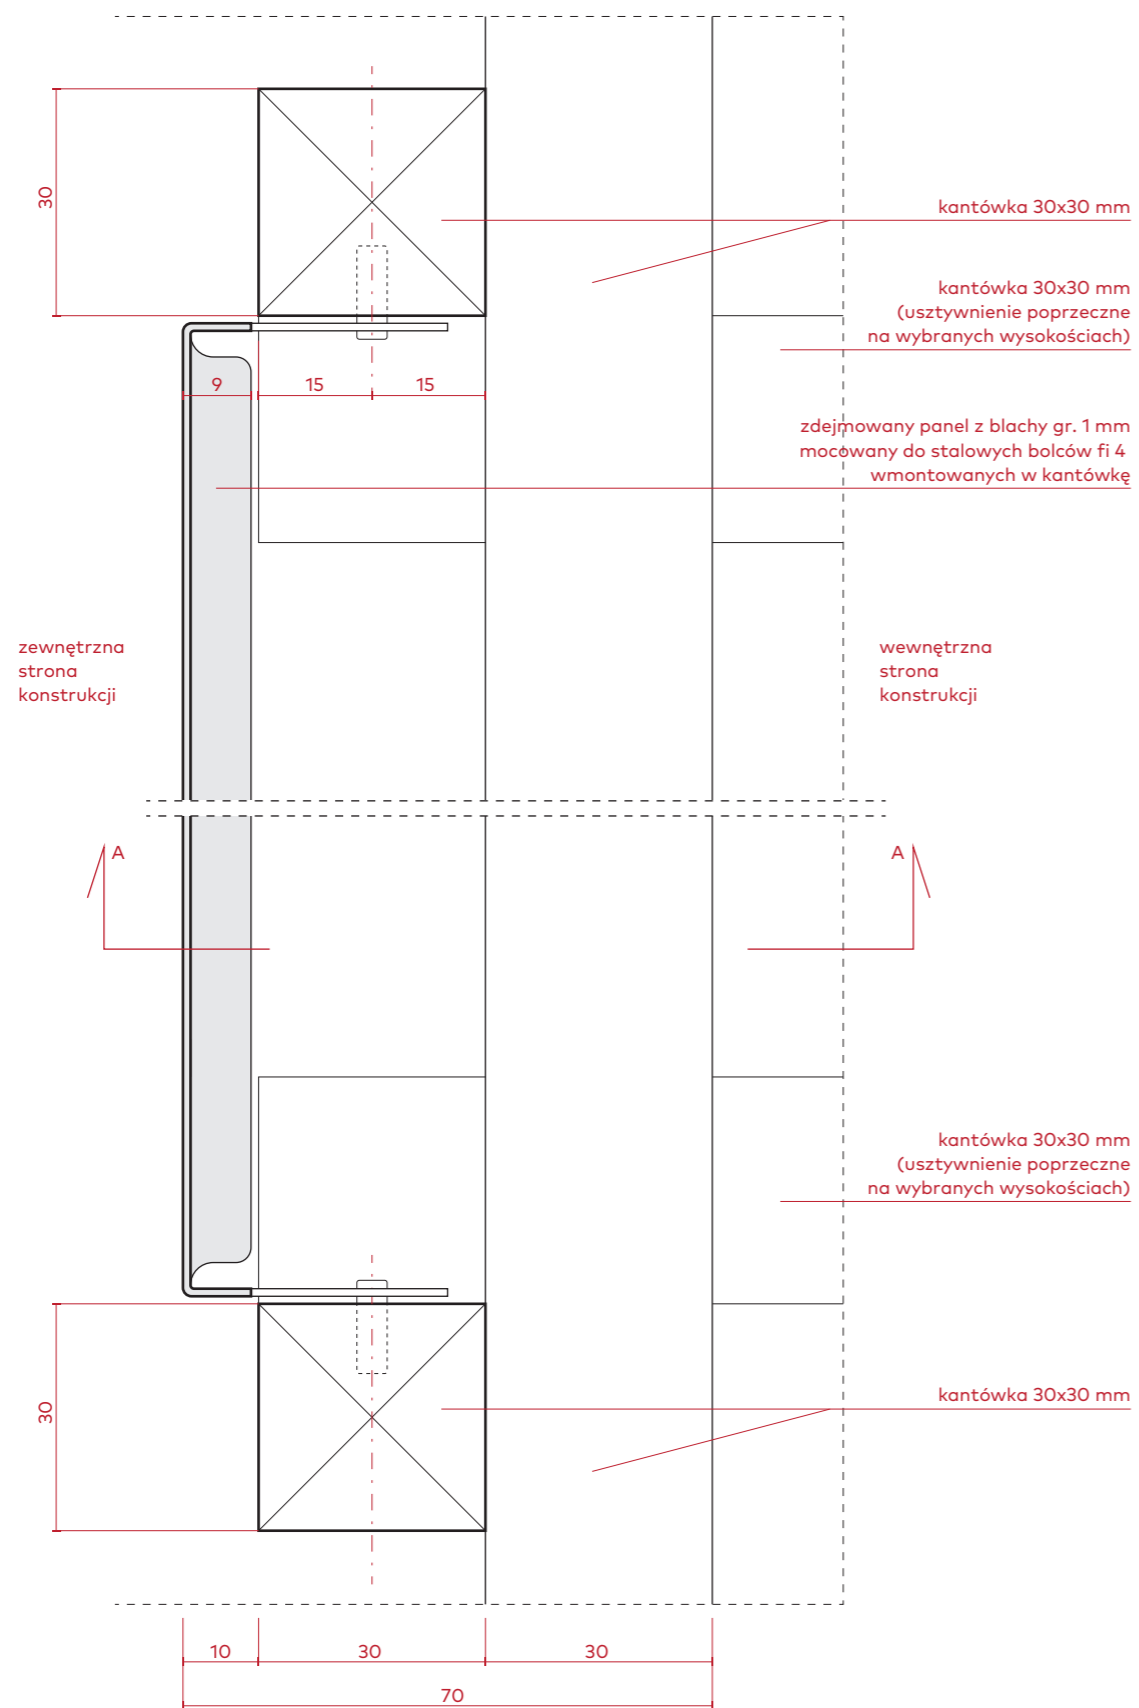 30
kantówka 30x30 mm
kantówka 30x30 mm
(usztywnienie poprzeczne
na wybranych wysokościach)
9
15
15
zdejmowany panel z blachy gr. 1 mm
mocowany do stalowych bolców fi 4
wmontowanych w kantówkę
zewnętrzna
strona
konstrukcji
wewnętrzna
strona
konstrukcji
A
A
kantówka 30x30 mm
(usztywnienie poprzeczne
na wybranych wysokościach)
30
kantówka 30x30 mm
10
30
30
70